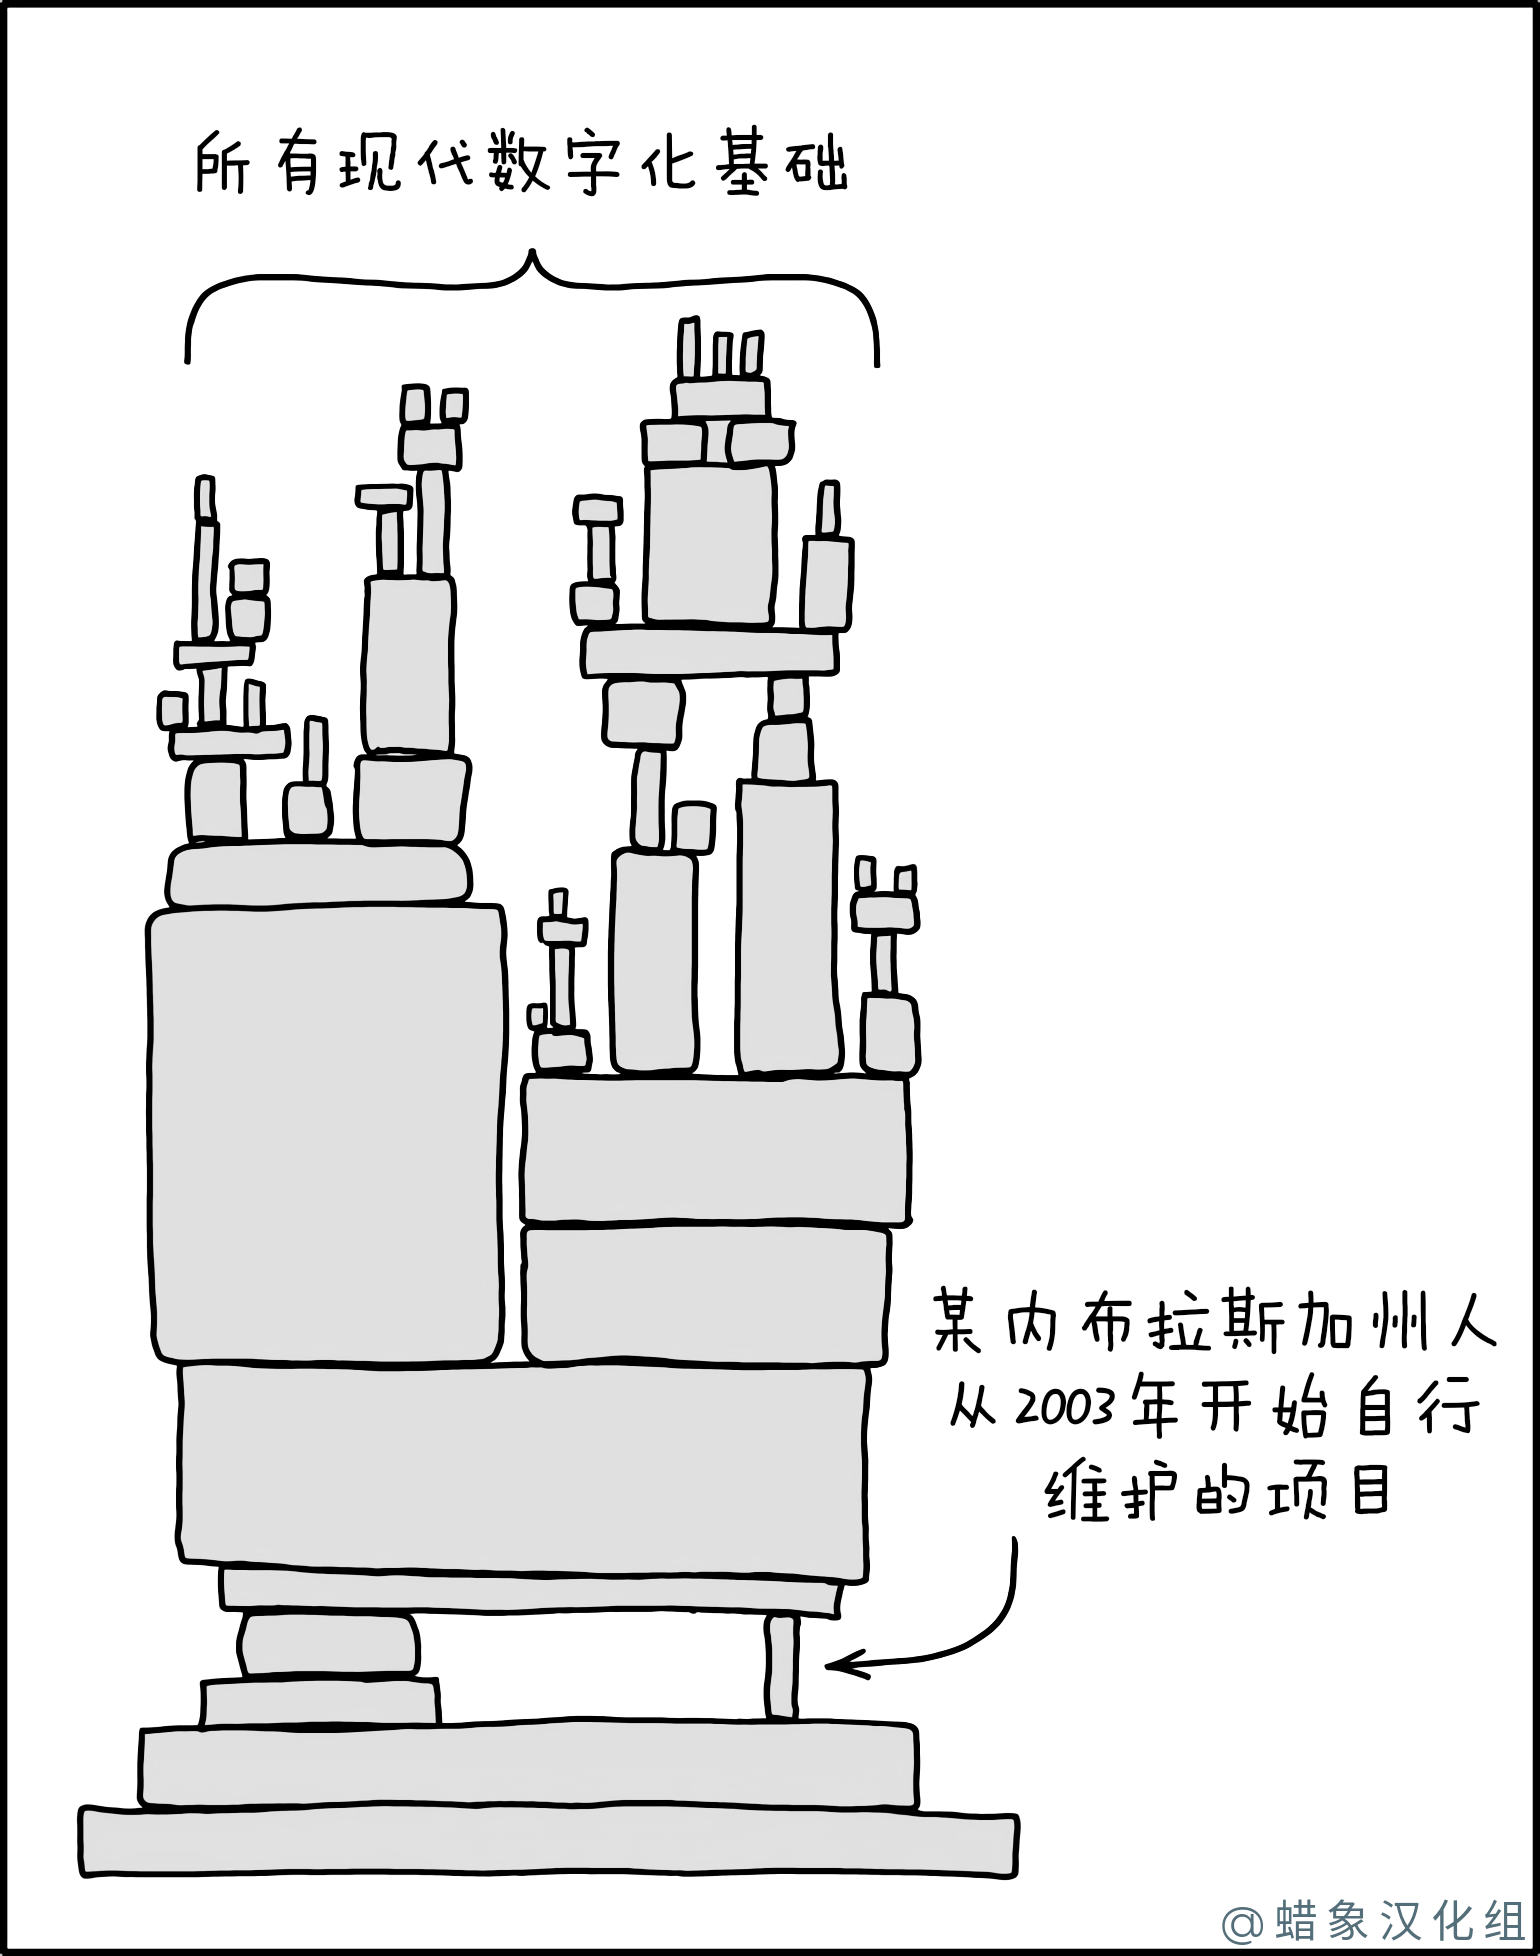 所有现代数字化基础
某内布拉斯加州人
从2003年开始自行
维护的项目
@蜡象汉化组